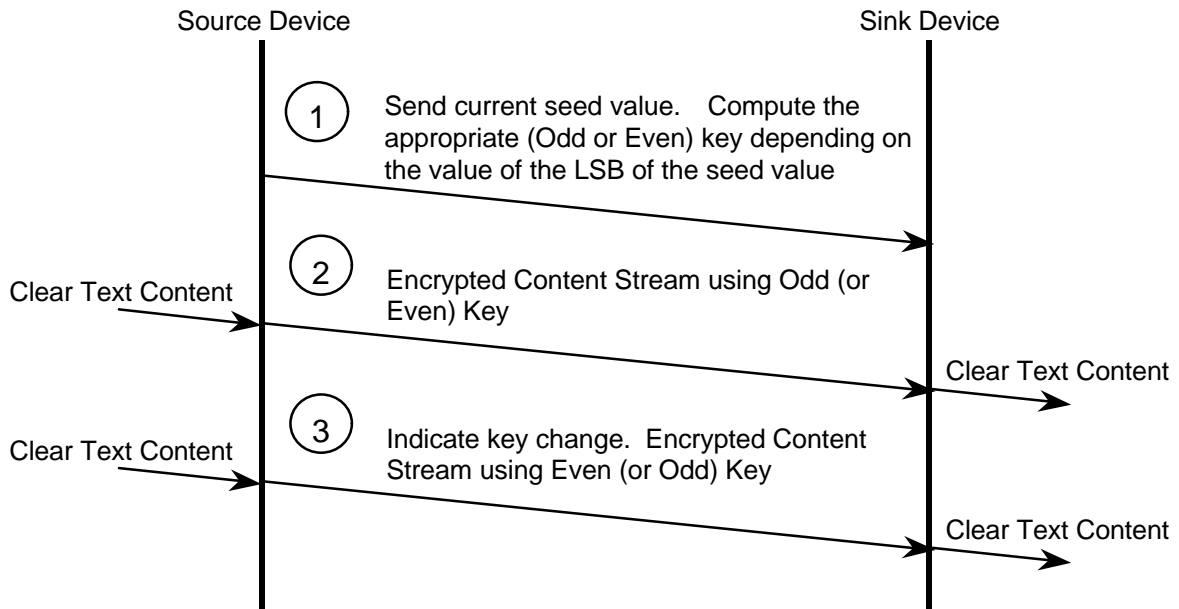 Source Device
Sink Device
1
Send current seed value. Compute the
appropriate (Odd or Even) key depending on
the value of the LSB of the seed value
2
Encrypted Content Stream using Odd (or
Even) Key
Clear Text Content
Clear Text Content
3
Indicate key change. Encrypted Content
Stream using Even (or Odd) Key
Clear Text Content
Clear Text Content